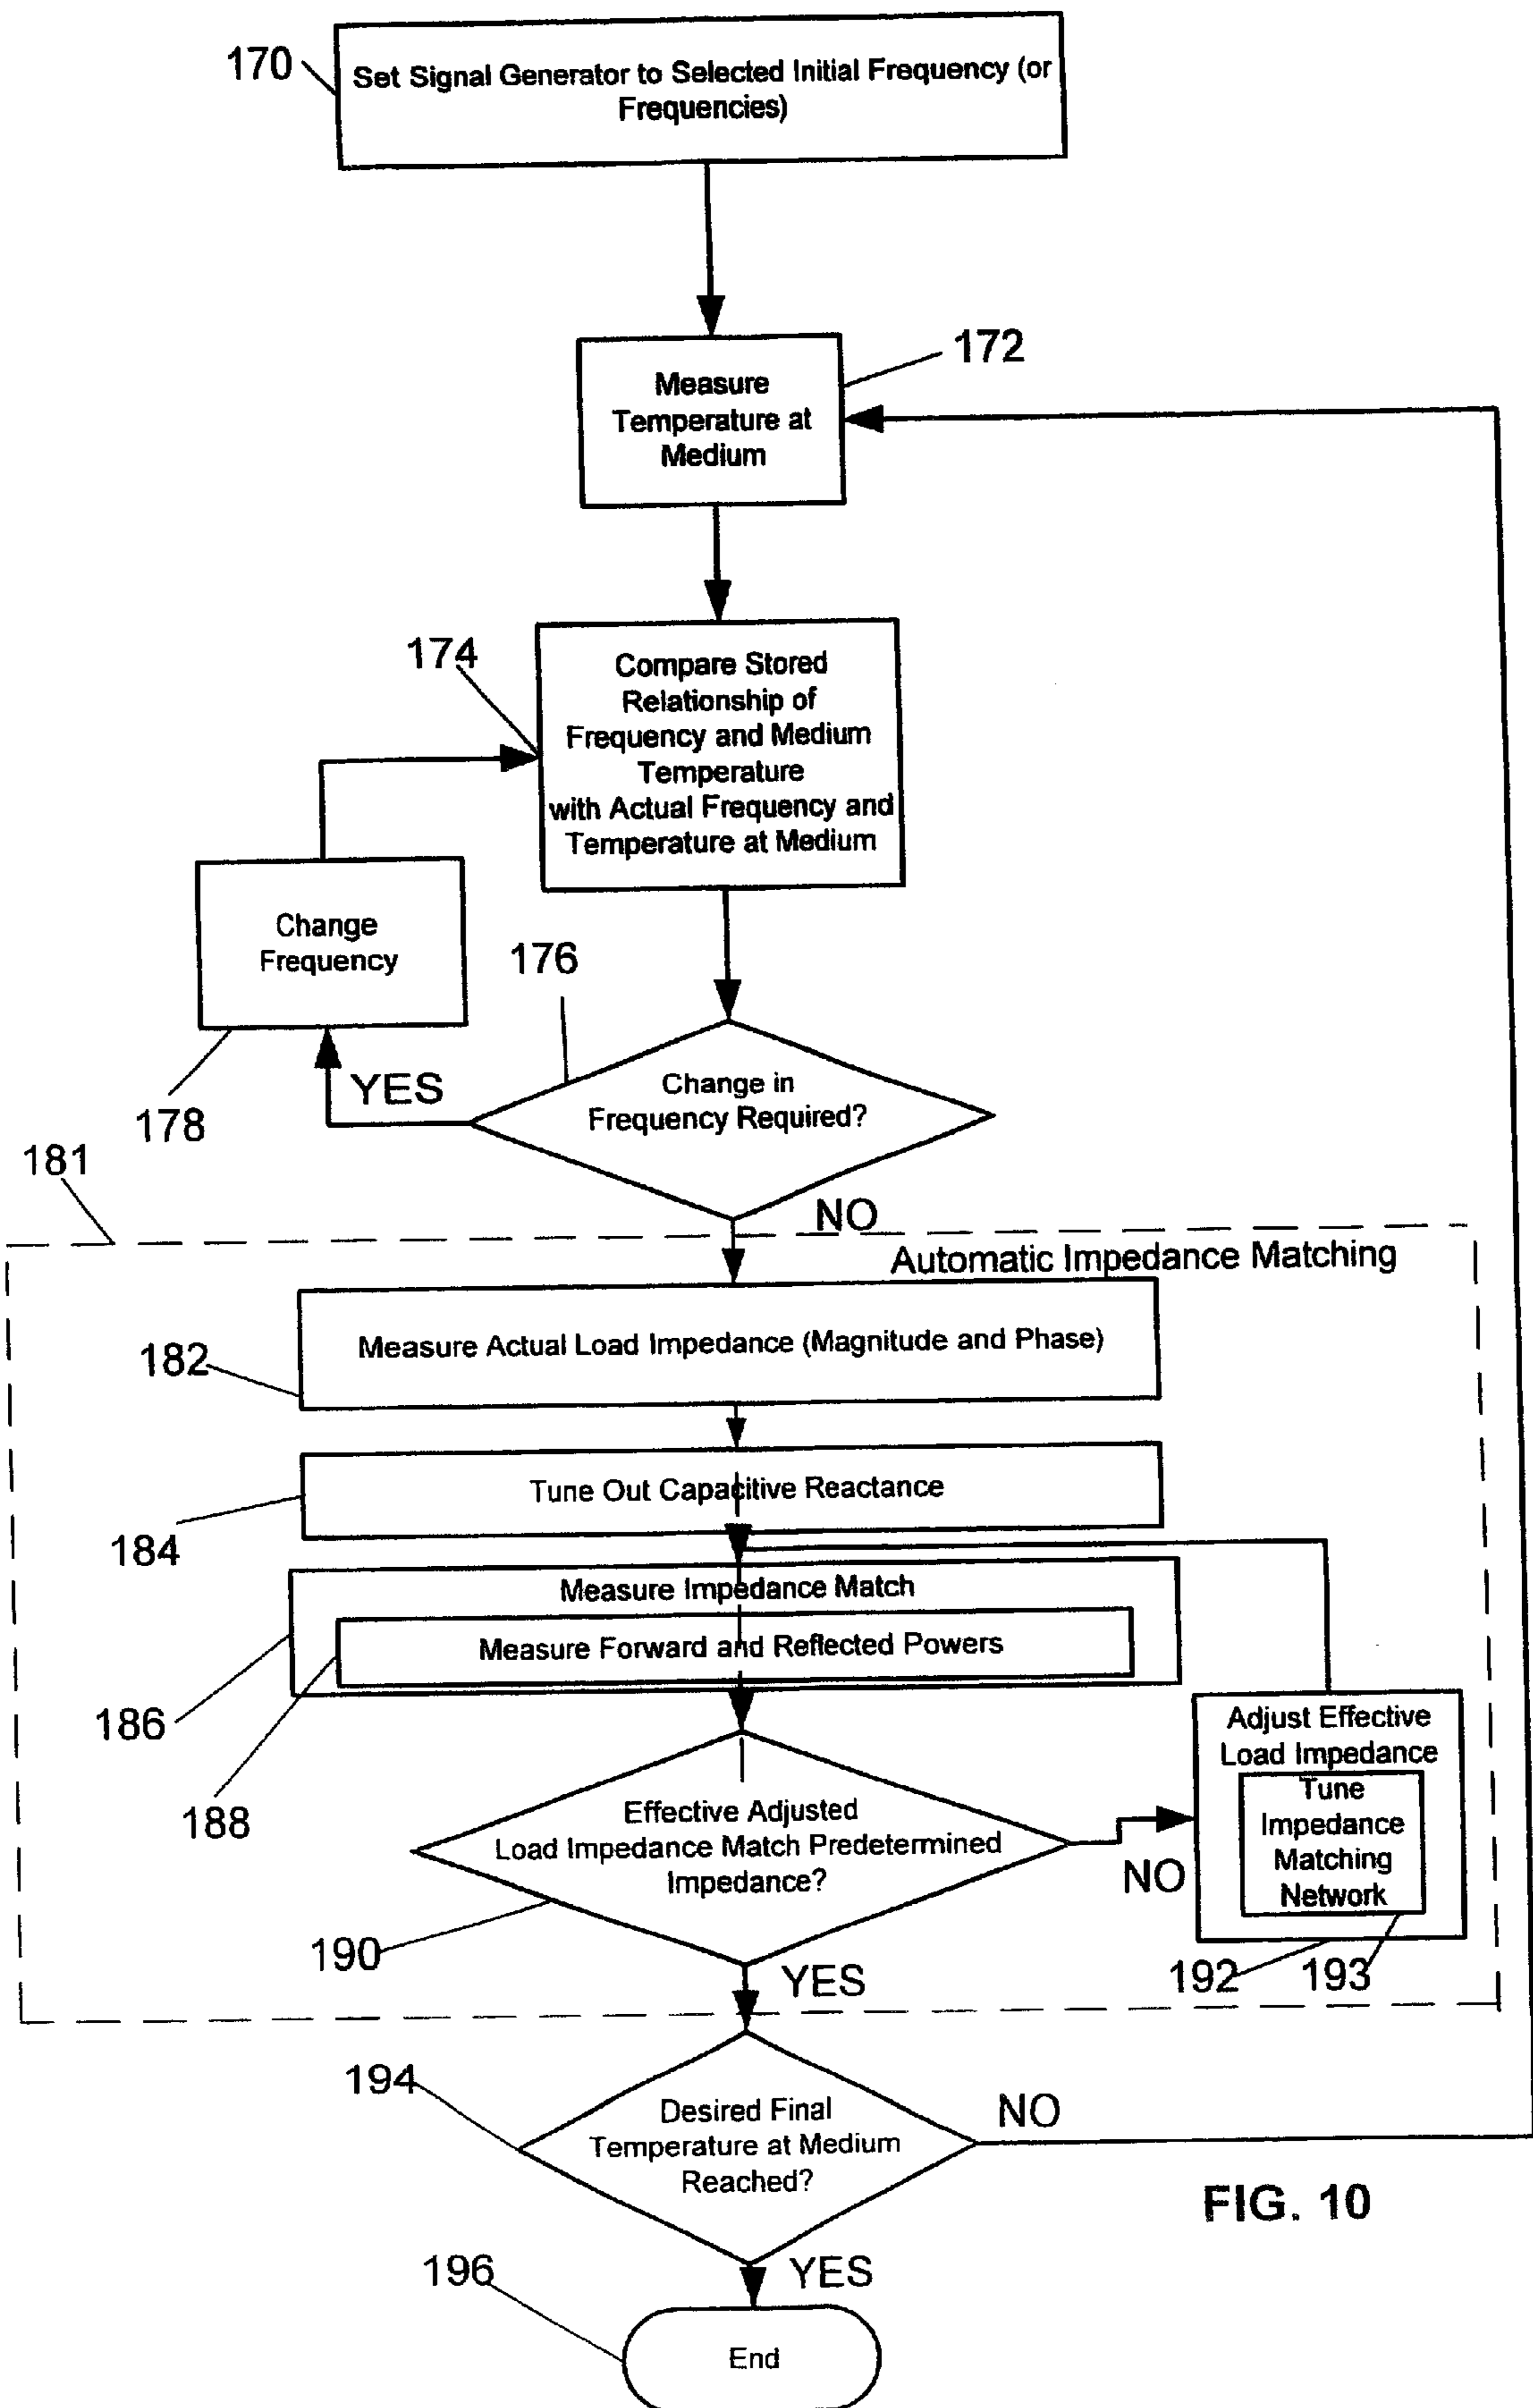 170
Set Signal Generator to Selected Initial Frequency (or
Frequencies)
172
Measure
Temperature at
Medium
174
Compare Stored
Relationship of
Frequency and Medium
Temperature
with Actual Frequency and
Temperature at Medium
Change
Frequency
176
178
YES
Change in
Frequency Required?
181
NO
Automatic Impedance Matching
182
Measure Actual Load Impedance (Magnitude and Phase)
184
Tune Out Capacitive Reactance
Measure Impedance Match
Measure Forward and Reflected Powers
186
188
Adjust Effective
Load Impedance
Tune
Impedance
Matching
Network
Effective Adjusted
Load Impedance Match Predetermined
Impedance?
NO
190
192
193
YES
194
Desired Final
Temperature at Medium
Reached?
NO
FIG. 10
196
YES
End